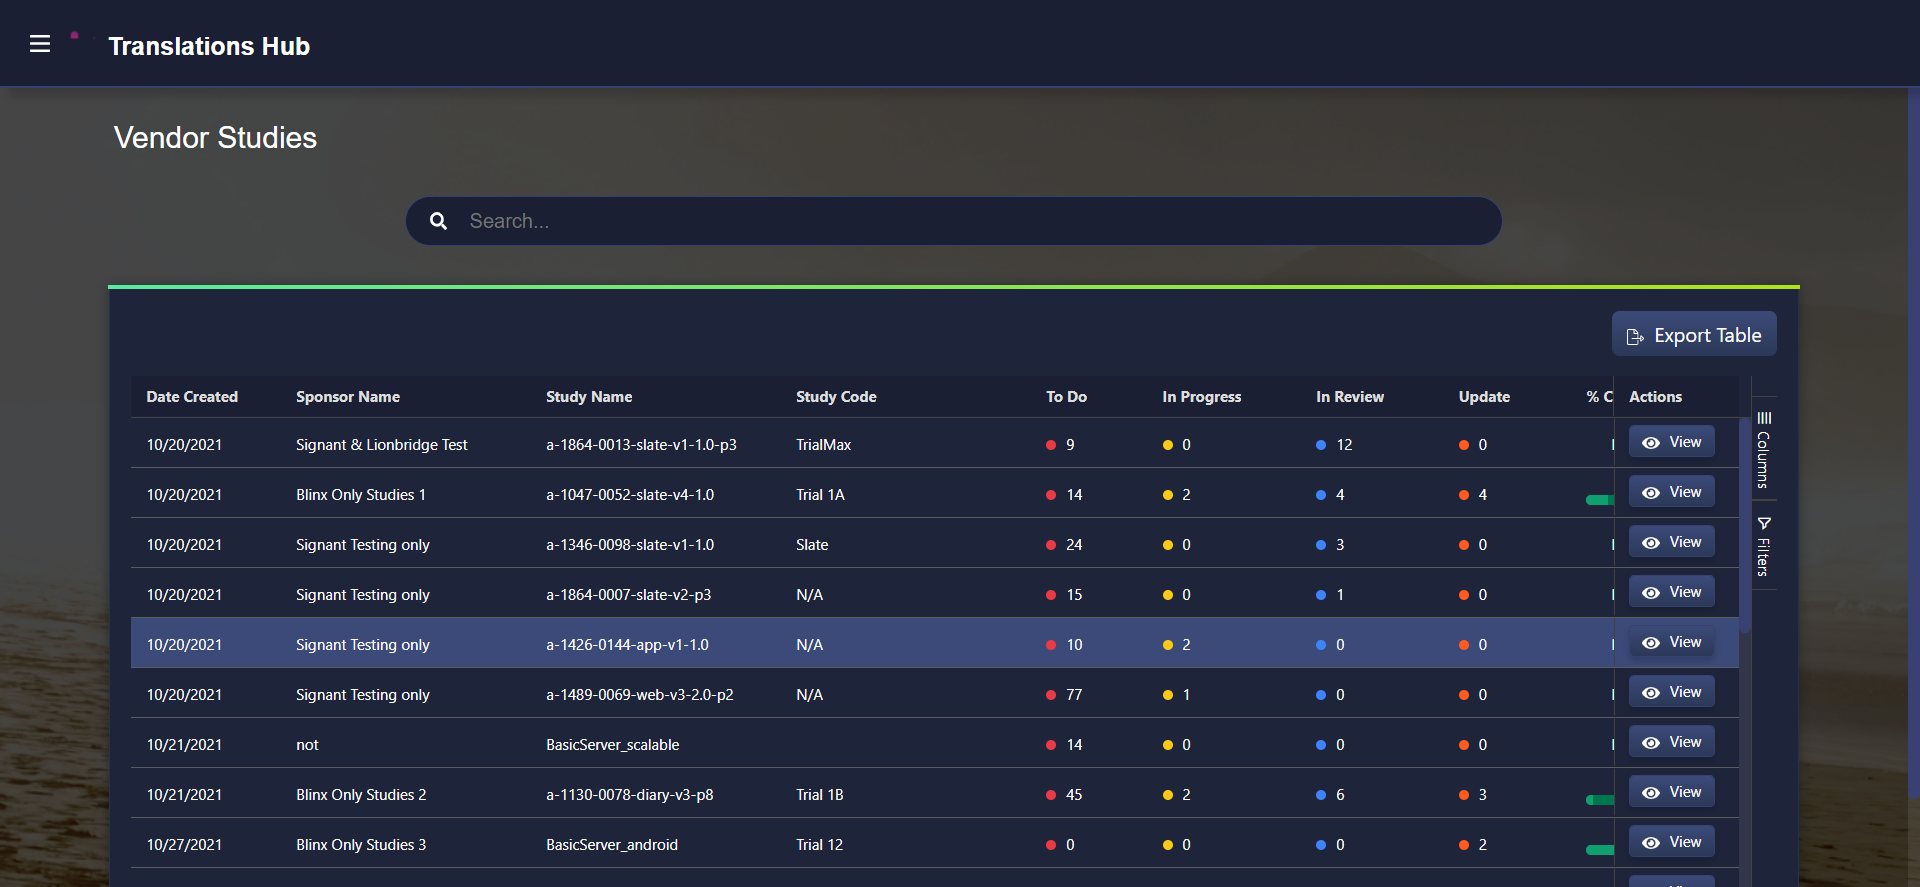 Translations Hub
Vendor Studies
Search...
Export Table
Date Created Sponsor Name Study Name Study Code To Do In Progress In Review Update % C Actions
10/20/2021 Signant & Lionbridge Test a-1864-0013-slate-v1-1.0-p3 TrialMax 9 0 12 0 View
10/20/2021 Blinx Only Studies 1 a-1047-0052-slate-v4-1.0 Trial 1A 14 2 4 4 View
10/20/2021 Signant Testing only a-1346-0098-slate-v1-1.0 Slate 24 0 3 0 View
10/20/2021 Signant Testing only a-1864-0007-slate-v2-p3 N/A 15 0 1 0 View
10/20/2021 Signant Testing only a-1426-0144-app-v1-1.0 N/A 10 2 0 0 View
10/20/2021 Signant Testing only a-1489-0069-web-v3-2.0-p2 N/A 77 1 0 0 View
10/21/2021 not BasicServer_scalable 14 0 0 0 View
10/21/2021 Blinx Only Studies 2 a-1130-0078-diary-v3-p8 Trial 1B 45 2 6 3 View
10/27/2021 Blinx Only Studies 3 BasicServer_android Trial 12 0 0 0 2 View
Columns
Filters